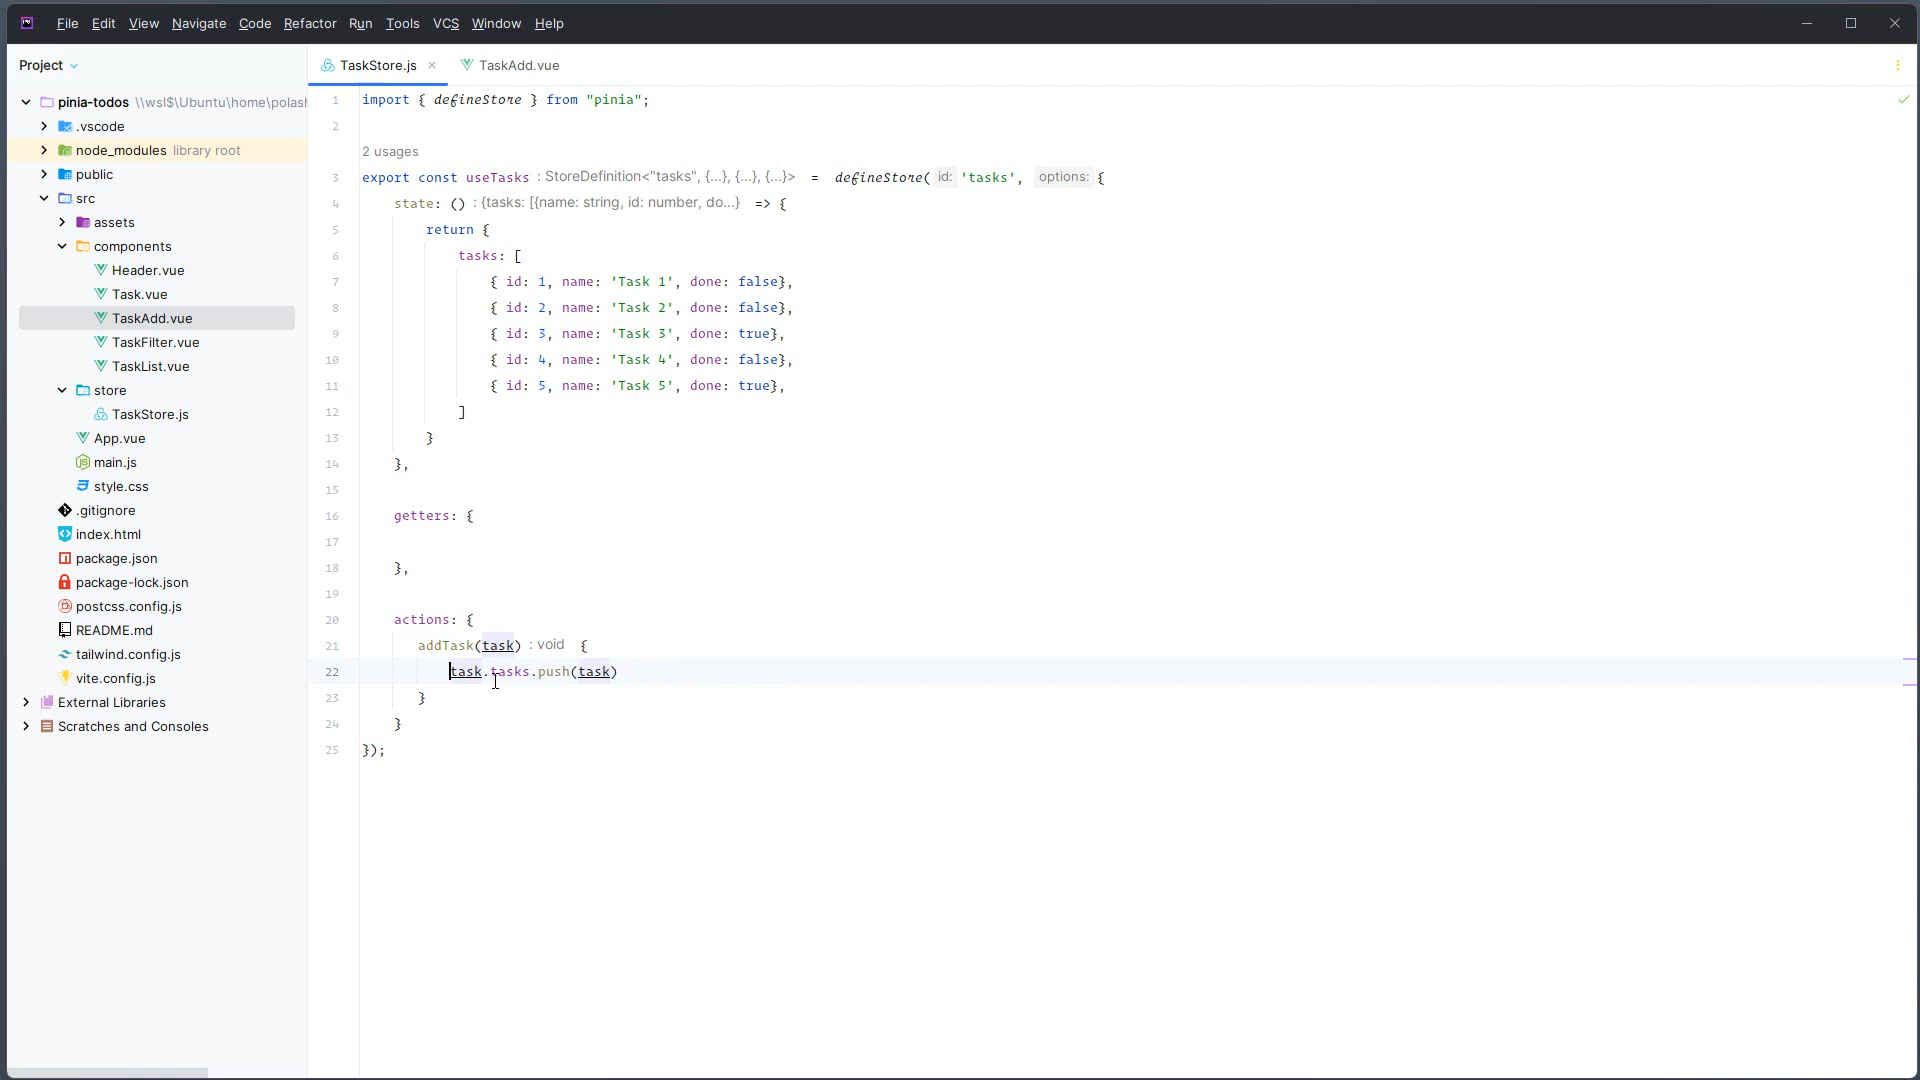 File Edit View Navigate Code Refactor Run Tools VCS Window Help
Project
TaskStore.js
TaskAdd.vue
pinia-todos \\wsl$\Ubuntu\home\polas
.vscode
node_modules library root
public
src
assets
components
Header.vue
Task.vue
TaskAdd.vue
TaskFilter.vue
TaskList.vue
store
TaskStore.js
App.vue
main.js
style.css
.gitignore
index.html
package.json
package-lock.json
postcss.config.js
README.md
tailwind.config.js
vite.config.js
External Libraries
Scratches and Consoles
1 import { defineStore } from "pinia";
2
2 usages
3 export const useTasks : StoreDefinition<"tasks", {...}, {...}, {...}> = defineStore( id: 'tasks', options: {
4 state: () : {tasks: [{name: string, id: number, do...} => {
5 return {
6 tasks: [
7 { id: 1, name: 'Task 1', done: false},
8 { id: 2, name: 'Task 2', done: false},
9 { id: 3, name: 'Task 3', done: true},
10 { id: 4, name: 'Task 4', done: false},
11 { id: 5, name: 'Task 5', done: true},
12 ]
13 }
14 },
15
16 getters: {
17
18 },
19
20 actions: {
21 addTask(task) : void {
22 task.tasks.push(task)
23 }
24 }
25 });